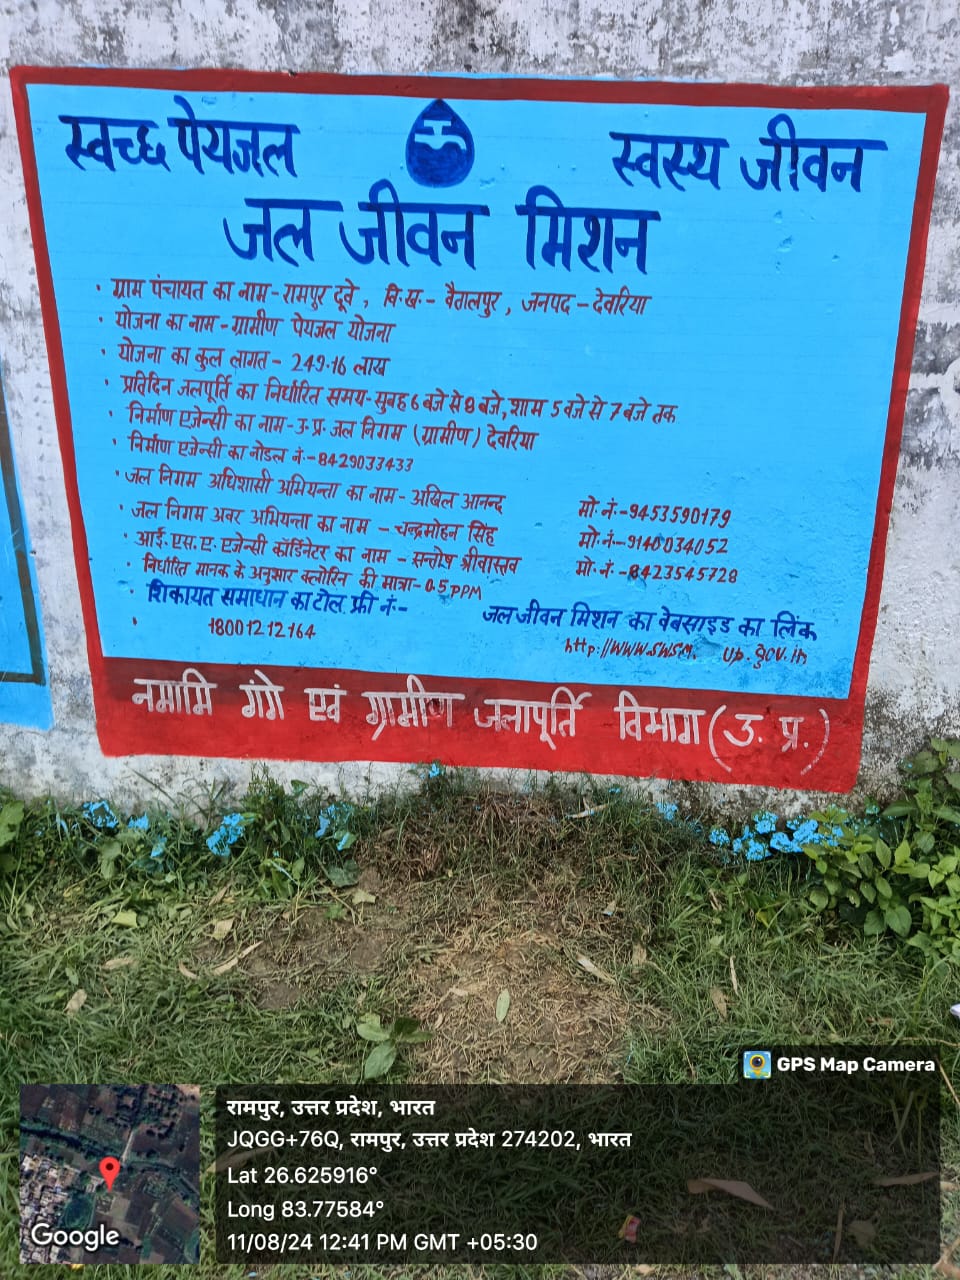 स्वच्छ पेयजल स्वस्थ जीवन
जल जीवन मिशन
· ग्राम पंचायत का नाम-रामपुर दूवे, वि.ख.- वैतालपुर, जनपद-देवरिया
· योजना का नाम-ग्रामीण पेयजल योजना
· योजना का कुल लागत- 249.16 लाख
· प्रतिदिन जलपूर्ति का निर्धारित समय-सुबह 6 बजे से 8 बजे, शाम 5 बजे से 7 बजे तक
· निर्माण एजेन्सी का नाम-उ.प्र. जल निगम (ग्रामीण) देवरिया
· निर्माण एजेन्सी का नोडल नं.-8429033433
· जल निगम अधिशासी अभियन्ता का नाम- अखिल आनन्द मो.नं.-9453590179
· जल निगम अवर अभियन्ता का नाम - चन्द्रमोहन सिंह मो.नं.-9140034052
· आई.एस.ए. एजेन्सी कॉर्डिनेटर का नाम - सन्तोष श्रीवास्तव मो.नं.-8423545728
· निर्धारित मानक के अनुशार क्लोरिन की मात्रा-0.5 PPM
· शिकायत समाधान का टोल फ्री नं.- जल जीवन मिशन का वेबसाइड का लिंक
· 18001212164 http://www.swsm. up.gov.in
नमामि गंगे एवं ग्रामीण जलापूर्ति विभाग (उ. प्र.)
GPS Map Camera
रामपुर, उत्तर प्रदेश, भारत
JQGG+76Q, रामपुर, उत्तर प्रदेश 274202, भारत
Lat 26.625916°
Long 83.77584°
11/08/24 12:41 PM GMT +05:30
Google